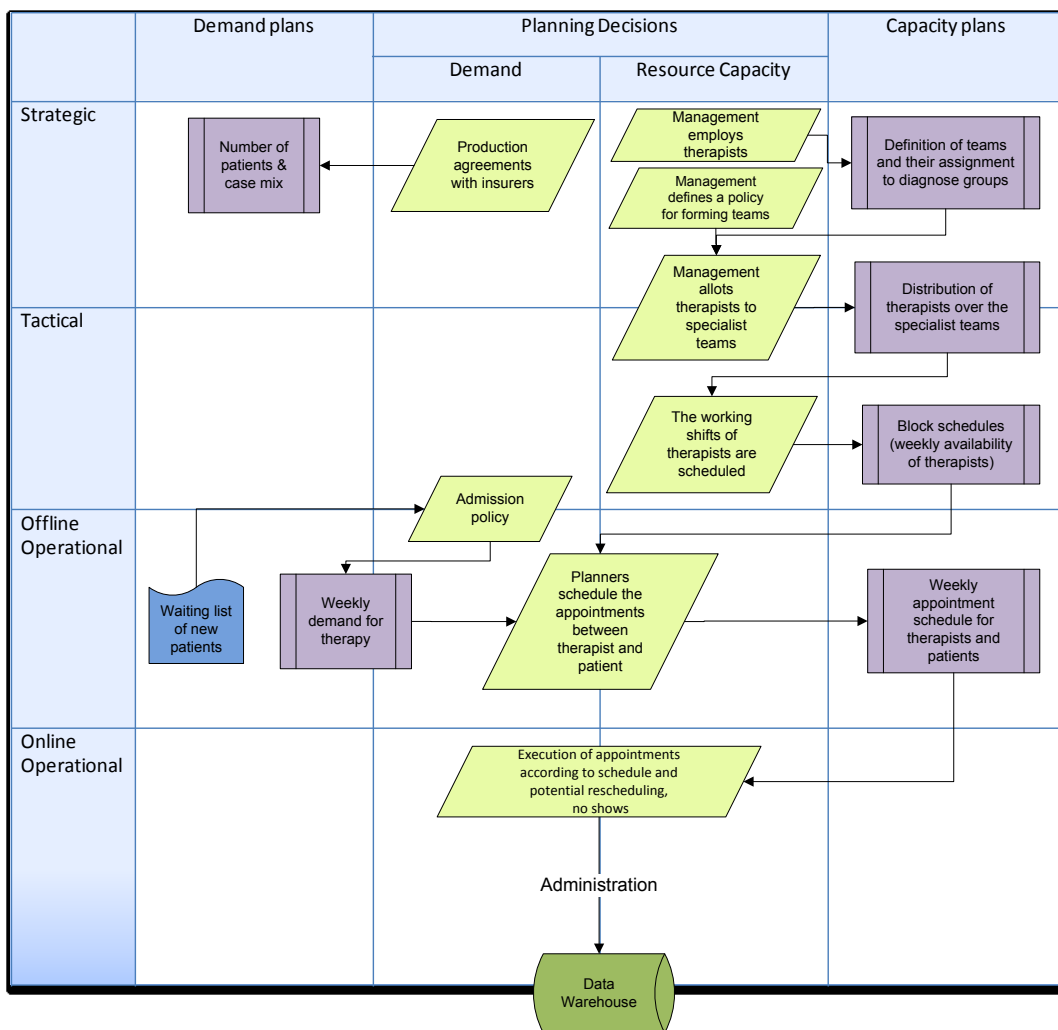 Demand plans
Planning Decisions
Capacity plans
Demand
Resource Capacity
Strategic
Number of
patients &
case mix
Production
agreements
with insurers
Management
employs
therapists
Definition of teams
and their assignment
to diagnose groups
Management
defines a policy
for forming teams
Management
allots
therapists to
specialist
teams
Distribution of
therapists over the
specialist teams
Tactical
The working
shifts of
therapists are
scheduled
Block schedules
(weekly availability
of therapists)
Admission
policy
Offline
Operational
Waiting list
of new
patients
Weekly
demand for
therapy
Planners
schedule the
appointments
between
therapist and
patient
Weekly
appointment
schedule for
therapists and
patients
Online
Operational
Execution of appointments
according to schedule and
potential rescheduling,
no shows
Administration
Data
Warehouse